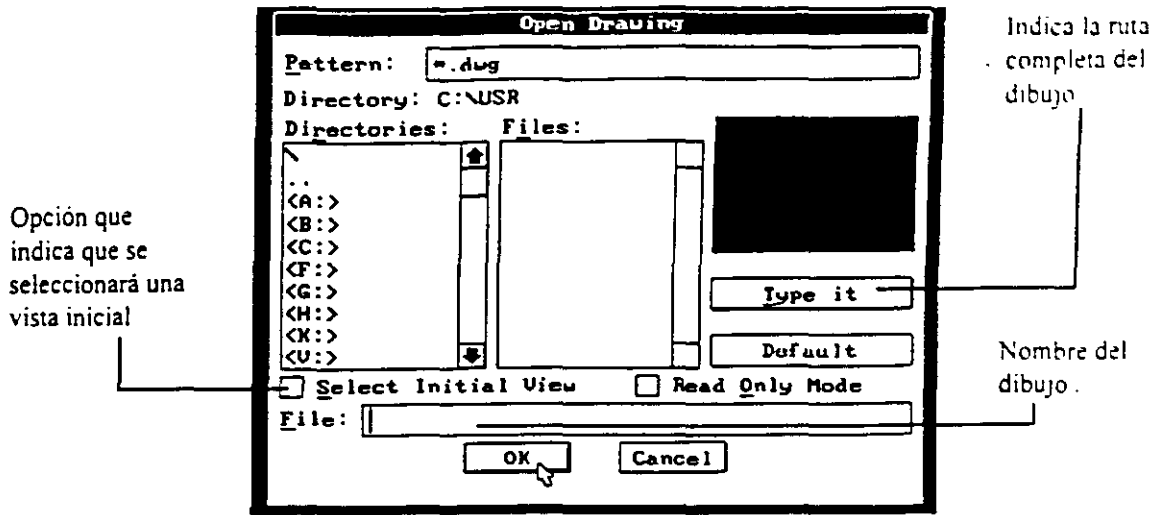 Open Drawing
Pattern: *.dwg
Directory: C:\USR
Directories: Files:
\
..
<A:>
<B:>
<C:>
<F:>
<G:>
<H:>
<K:>
<V:>
Type it
Default
Select Initial View Read Only Mode
File:
OK Cancel
Opción que
indica que se
seleccionará una
vista inicial
Indica la ruta
completa del
dibujo
Nombre del
dibujo .